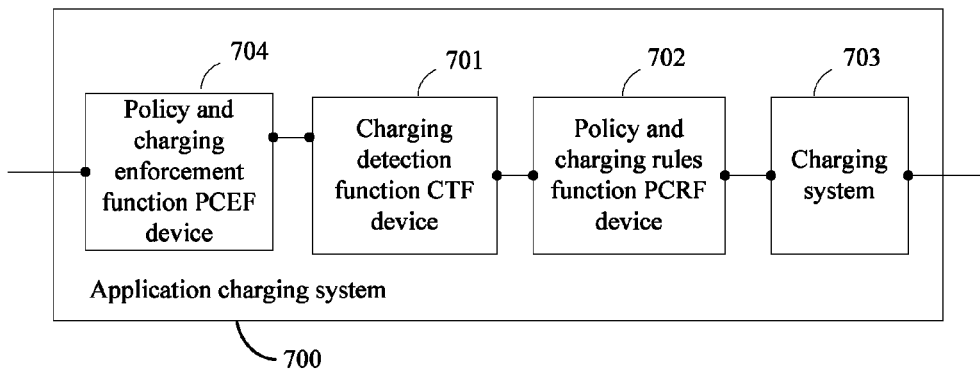 704
701
702
703
Policy and
charging
enforcement
function PCEF
device
Charging
detection
function CTF
device
Policy and
charging rules
function PCRF
device
Charging
system
Application charging system
700